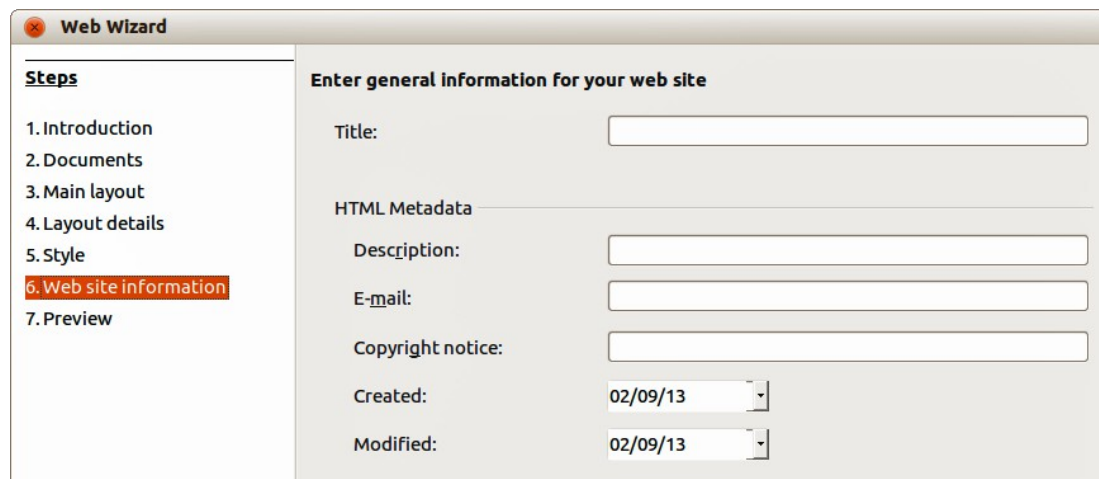 Web Wizard
Steps
1. Introduction
2. Documents
3. Main layout
4. Layout details
5. Style
6. Web site information
7. Preview
Enter general information for your web site
Title:
HTML Metadata
Description:
E-mail:
Copyright notice:
Created: 02/09/13
Modified: 02/09/13